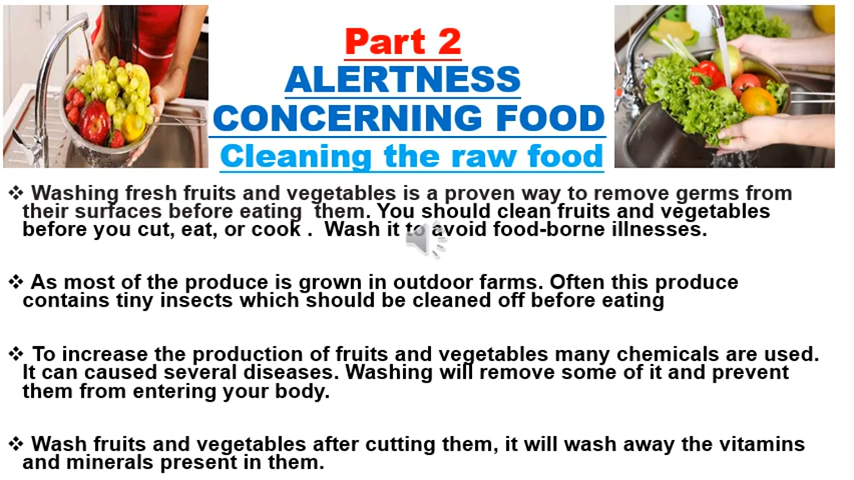 Part 2
ALERTNESS
CONCERNING FOOD
Cleaning the raw food
❖ Washing fresh fruits and vegetables is a proven way to remove germs from
their surfaces before eating them. You should clean fruits and vegetables
before you cut, eat, or cook . Wash it to avoid food-borne illnesses.
❖ As most of the produce is grown in outdoor farms. Often this produce
contains tiny insects which should be cleaned off before eating
❖ To increase the production of fruits and vegetables many chemicals are used.
It can caused several diseases. Washing will remove some of it and prevent
them from entering your body.
❖ Wash fruits and vegetables after cutting them, it will wash away the vitamins
and minerals present in them.